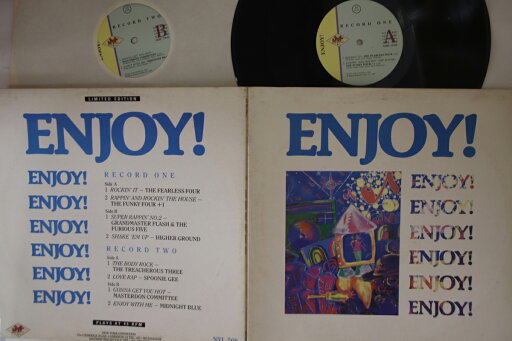 RECORD TWO
B
ENJOY!
RECORD ONE
A
ENJOY!
LIMITED EDITION
ENJOY!
ENJOY!
ENJOY!
ENJOY!
ENJOY!
ENJOY!
ENJOY!
RECORD ONE
Side A
1 ROCKIN' IT – THE FEARLESS FOUR
2 RAPPIN' AND ROCKIN' THE HOUSE –
THE FUNKY FOUR +1
Side B
1 SUPER RAPPIN' NO.2 –
GRANDMASTER FLASH & THE
FURIOUS FIVE
2 SHAKE 'EM UP – HIGHER GROUND
RECORD TWO
Side A
1 THE BODY ROCK –
THE TREACHEROUS THREE
2 LOVE RAP – SPOONIE GEE
Side B
1 GONNA GET YOU HOT –
MASTERDON COMMITTEE
2 ENJOY WITH ME – MIDNIGHT BLUE
PLAYS AT 45 RPM
ENJOY!
ENJOY!
ENJOY!
ENJOY!
ENJOY!
ENJOY!
ENJOY!